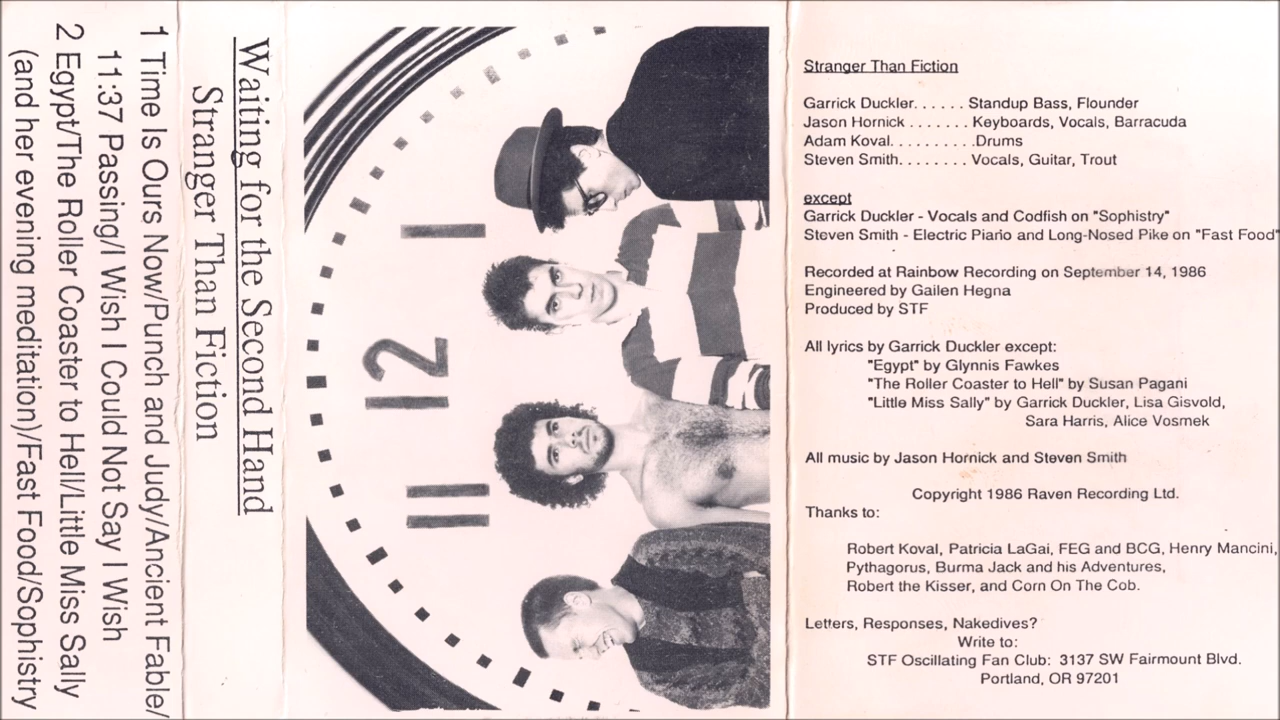 1 Time Is Ours Now/Punch and Judy/Ancient Fable/
11:37 Passing/I Wish I Could Not Say I Wish
2 Egypt/The Roller Coaster to Hell/Little Miss Sally
(and her evening meditation)/Fast Food/Sophistry
Waiting for the Second Hand
Stranger Than Fiction
11 12 1
Stranger Than Fiction
Garrick Duckler. . . . . . Standup Bass, Flounder
Jason Hornick . . . . . . . Keyboards, Vocals, Barracuda
Adam Koval. . . . . . . . . .Drums
Steven Smith. . . . . . . . Vocals, Guitar, Trout
except
Garrick Duckler - Vocals and Codfish on "Sophistry"
Steven Smith - Electric Piano and Long-Nosed Pike on "Fast Food"
Recorded at Rainbow Recording on September 14, 1986
Engineered by Gailen Hegna
Produced by STF
All lyrics by Garrick Duckler except:
"Egypt" by Glynnis Fawkes
"The Roller Coaster to Hell" by Susan Pagani
"Little Miss Sally" by Garrick Duckler, Lisa Gisvold,
Sara Harris, Alice Vosmek
All music by Jason Hornick and Steven Smith
Copyright 1986 Raven Recording Ltd.
Thanks to:
Robert Koval, Patricia LaGai, FEG and BCG, Henry Mancini,
Pythagorus, Burma Jack and his Adventures,
Robert the Kisser, and Corn On The Cob.
Letters, Responses, Nakedives?
Write to:
STF Oscillating Fan Club: 3137 SW Fairmount Blvd.
Portland, OR 97201